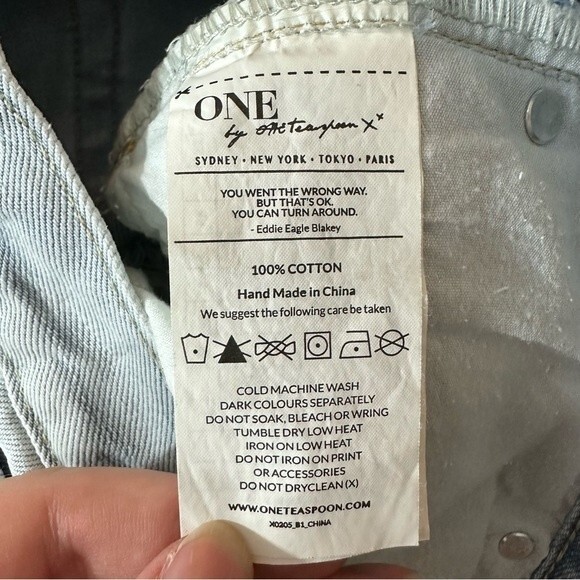 ONE
by oneteaspoon X
SYDNEY • NEW YORK • TOKYO • PARIS
YOU WENT THE WRONG WAY.
BUT THAT'S OK.
YOU CAN TURN AROUND.
- Eddie Eagle Blakey
100% COTTON
Hand Made in China
We suggest the following care be taken
COLD MACHINE WASH
DARK COLOURS SEPARATELY
DO NOT SOAK, BLEACH OR WRING
TUMBLE DRY LOW HEAT
IRON ON LOW HEAT
DO NOT IRON ON PRINT
OR ACCESSORIES
DO NOT DRYCLEAN (X)
WWW.ONETEASPOON.COM
X0205_B1_CHINA